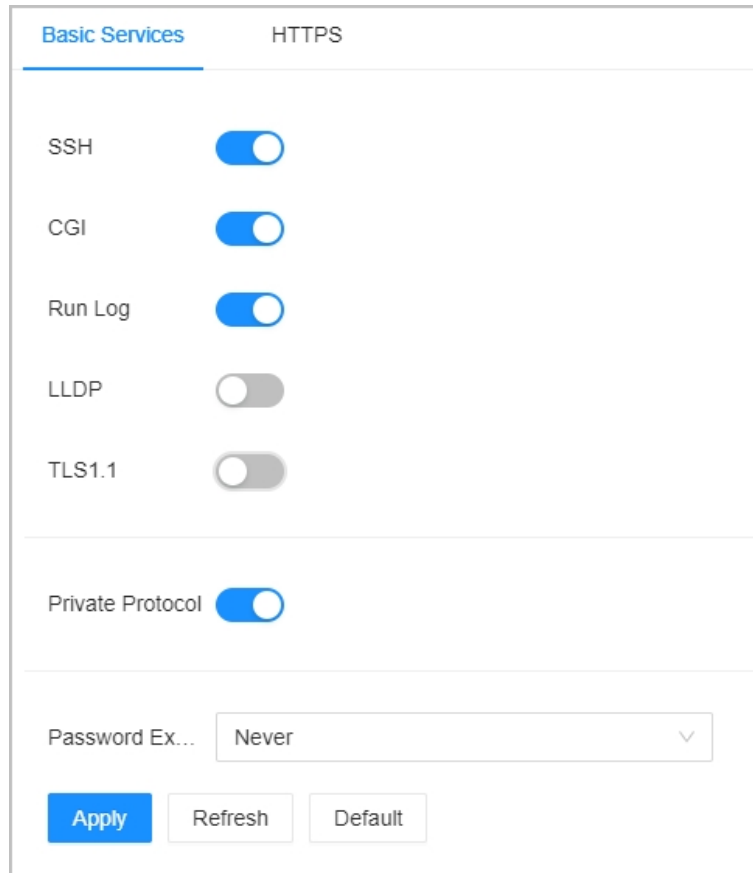 Basic Services HTTPS
SSH
CGI
Run Log
LLDP
TLS1.1
Private Protocol
Password Ex... Never
Apply Refresh Default